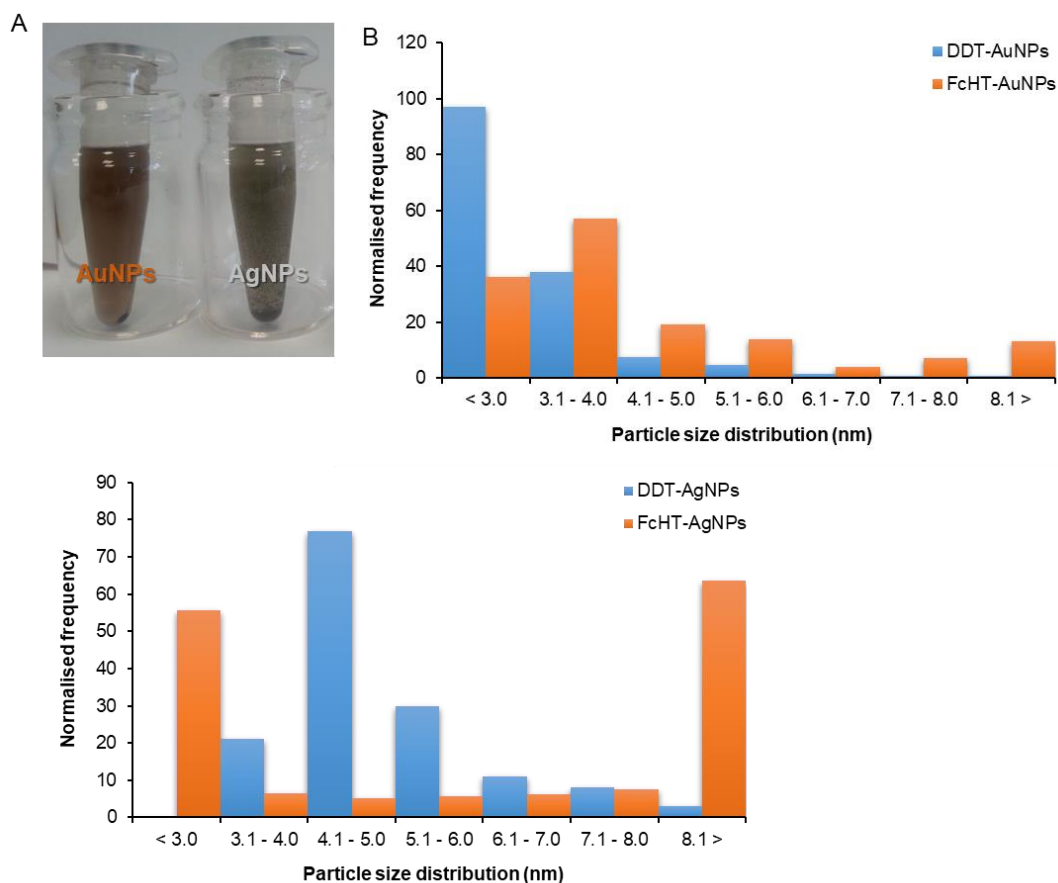 A
AuNPs
AgNPs
B
DDT-AuNPs
FcHT-AuNPs
Normalised frequency
120
100
80
60
40
20
0
< 3.0 3.1 - 4.0 4.1 - 5.0 5.1 - 6.0 6.1 - 7.0 7.1 - 8.0 8.1 >
Particle size distribution (nm)
DDT-AgNPs
FcHT-AgNPs
Normalised frequency
90
80
70
60
50
40
30
20
10
0
< 3.0 3.1 - 4.0 4.1 - 5.0 5.1 - 6.0 6.1 - 7.0 7.1 - 8.0 8.1 >
Particle size distribution (nm)